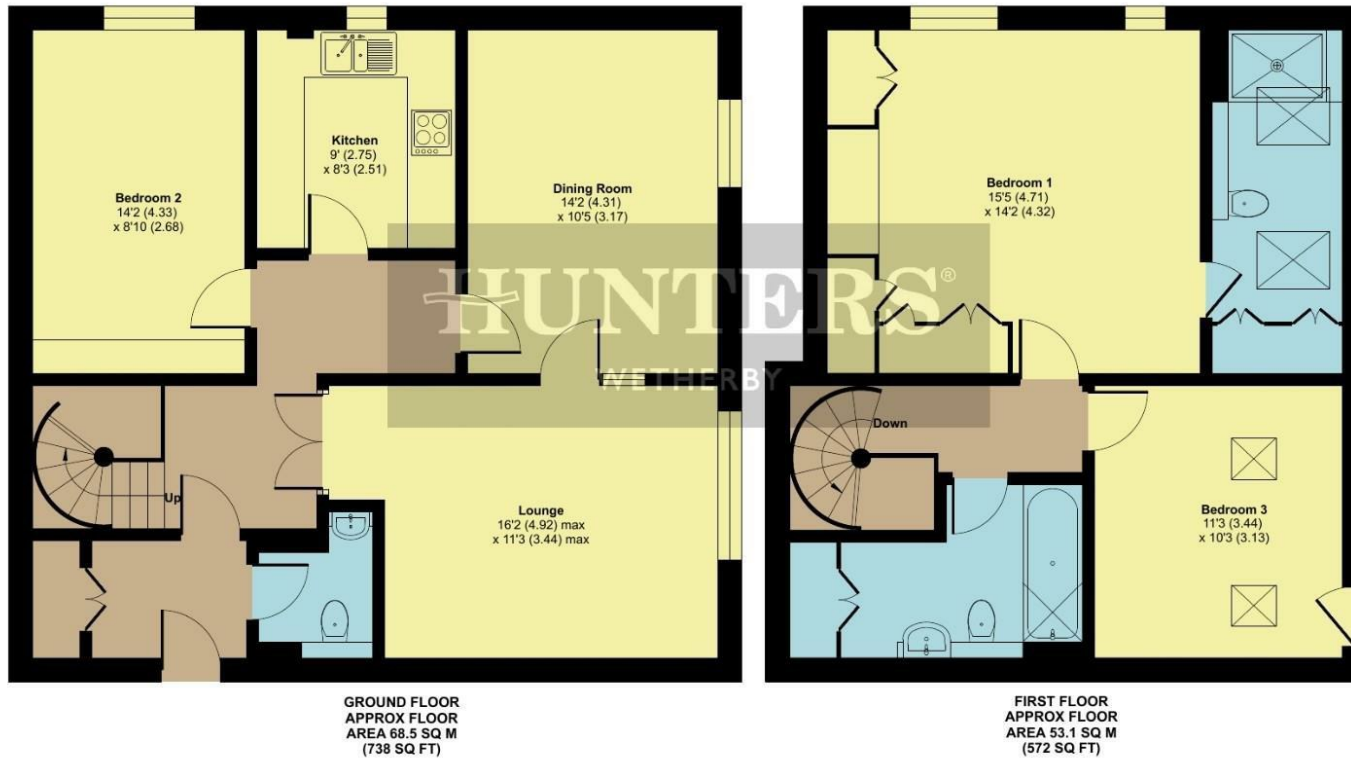 Bedroom 2
14'2 (4.33)
x 8'10 (2.68)
Kitchen
9' (2.75)
x 8'3 (2.51)
Dining Room
14'2 (4.31)
x 10'5 (3.17)
Up
Lounge
16'2 (4.92) max
x 11'3 (3.44) max
Bedroom 1
15'5 (4.71)
x 14'2 (4.32)
Down
Bedroom 3
11'3 (3.44)
x 10'3 (3.13)
HUNTERS®
WETHERBY
GROUND FLOOR
APPROX FLOOR
AREA 68.5 SQ M
(738 SQ FT)
FIRST FLOOR
APPROX FLOOR
AREA 53.1 SQ M
(572 SQ FT)